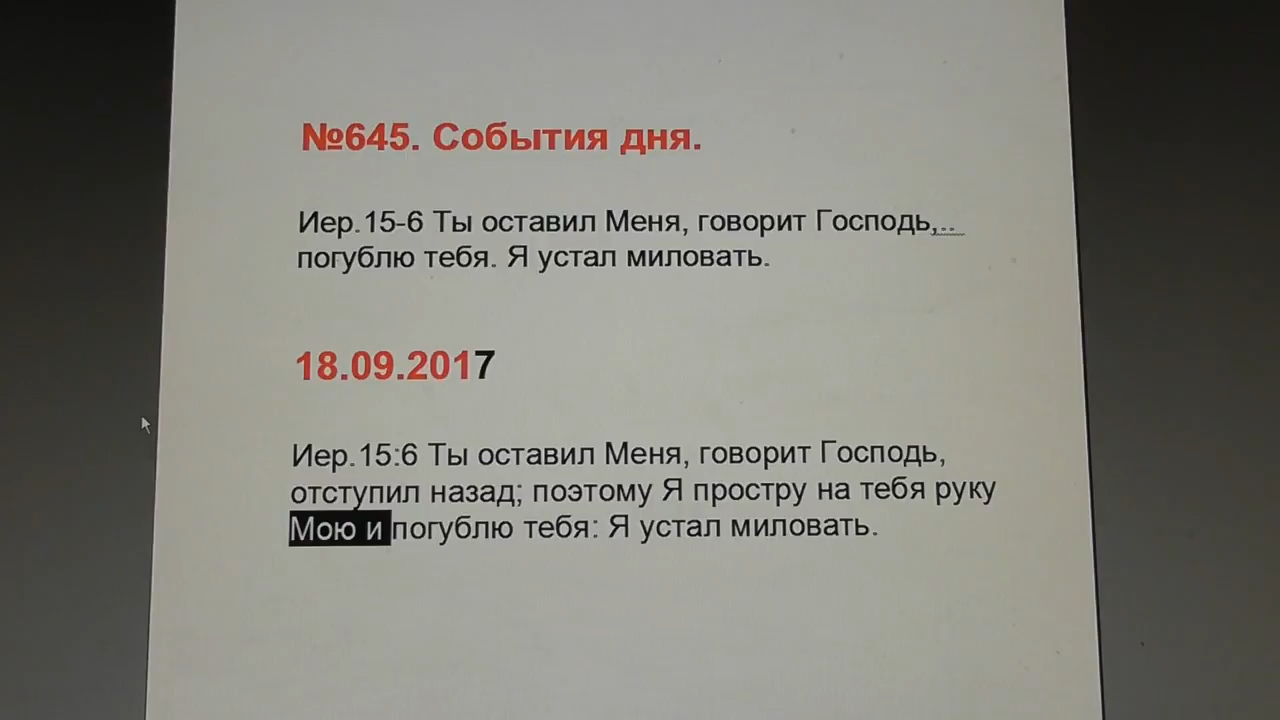 №645. События дня.
Иер.15-6 Ты оставил Меня, говорит Господь,..
погублю тебя. Я устал миловать.
18.09.2017
Иер.15:6 Ты оставил Меня, говорит Господь,
отступил назад; поэтому Я простру на тебя руку
Мою и погублю тебя: Я устал миловать.